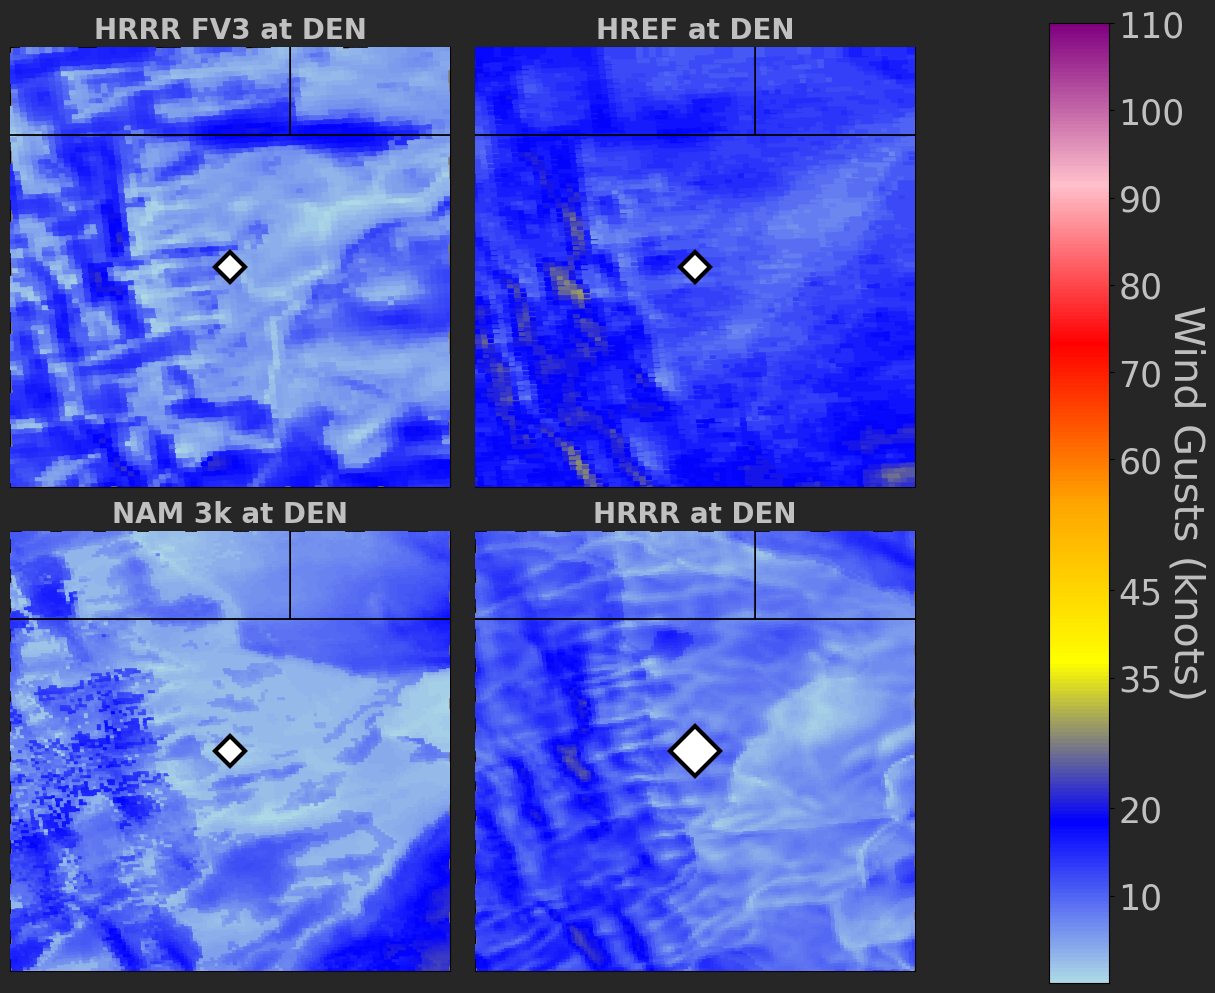 HRRR FV3 at DEN
HREF at DEN
NAM 3k at DEN
HRRR at DEN
110
100
90
80
70
60
45
35
20
10
Wind Gusts (knots)